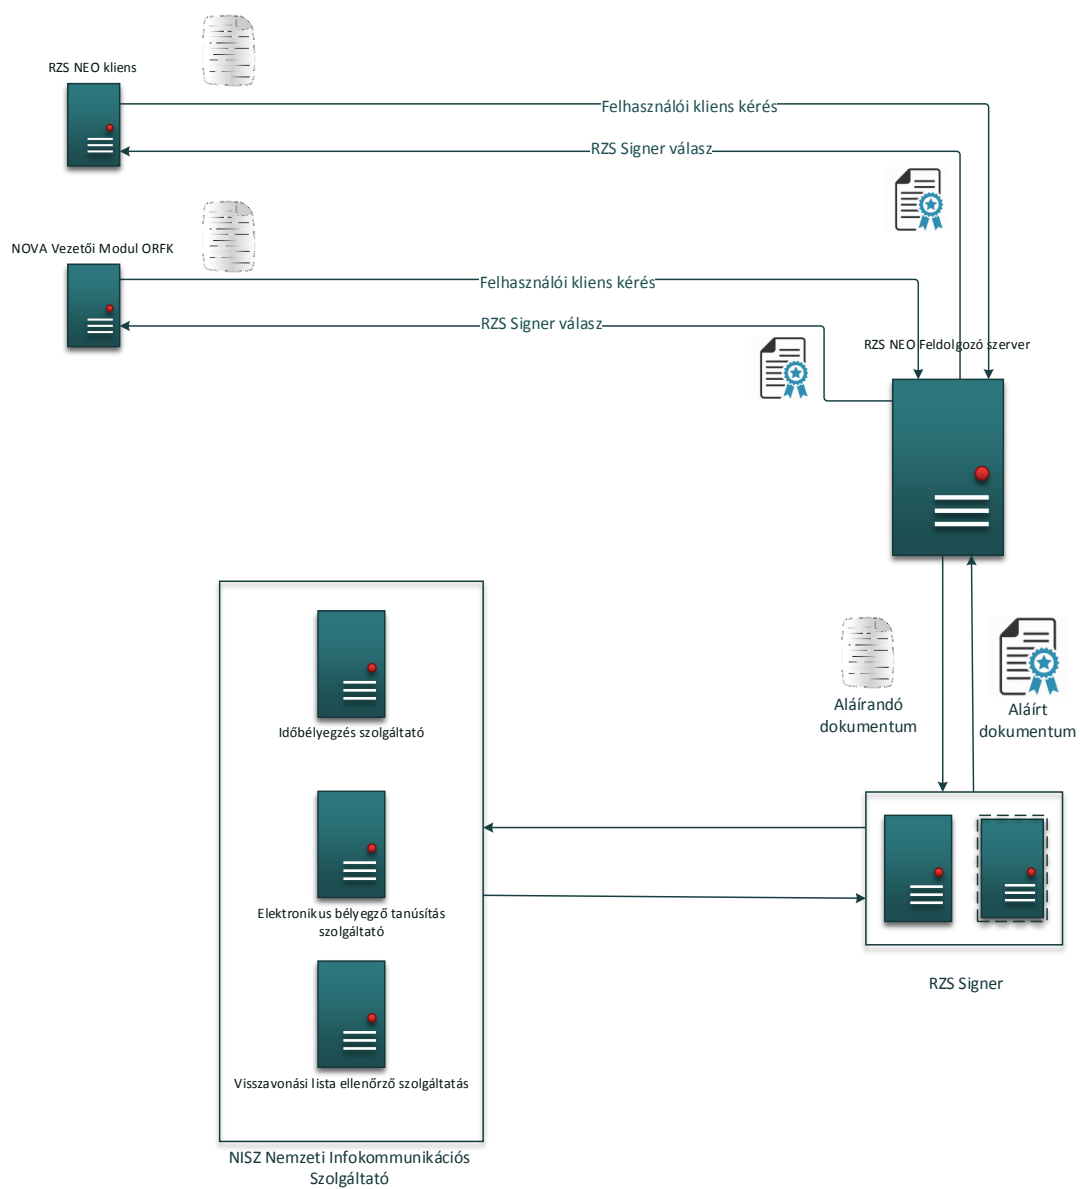 RZS NEO kliens
Felhasználói kliens kérés
RZS Signer válasz
NOVA Vezetői Modul ORFK
Felhasználói kliens kérés
RZS Signer válasz
RZS NEO Feldolgozó szerver
Aláírandó
dokumentum
Aláírt
dokumentum
Időbélyegzés szolgáltató
Elektronikus bélyegző tanúsítás
szolgáltató
RZS Signer
Visszavonási lista ellenőrző szolgáltatás
NISZ Nemzeti Infokommunikációs
Szolgáltató